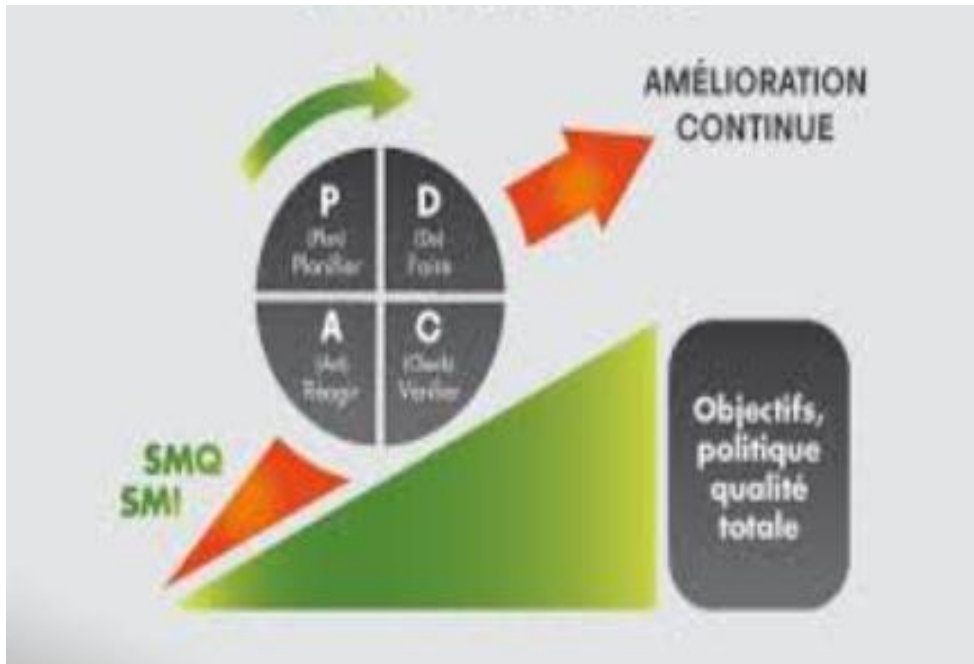 AMÉLIORATION
CONTINUE
P
(Plan)
Planifier
D
(Do)
Faire
A
(Act)
Réagir
C
(Check)
Vérifier
SMQ
SMI
Objectifs,
politique
qualité
totale